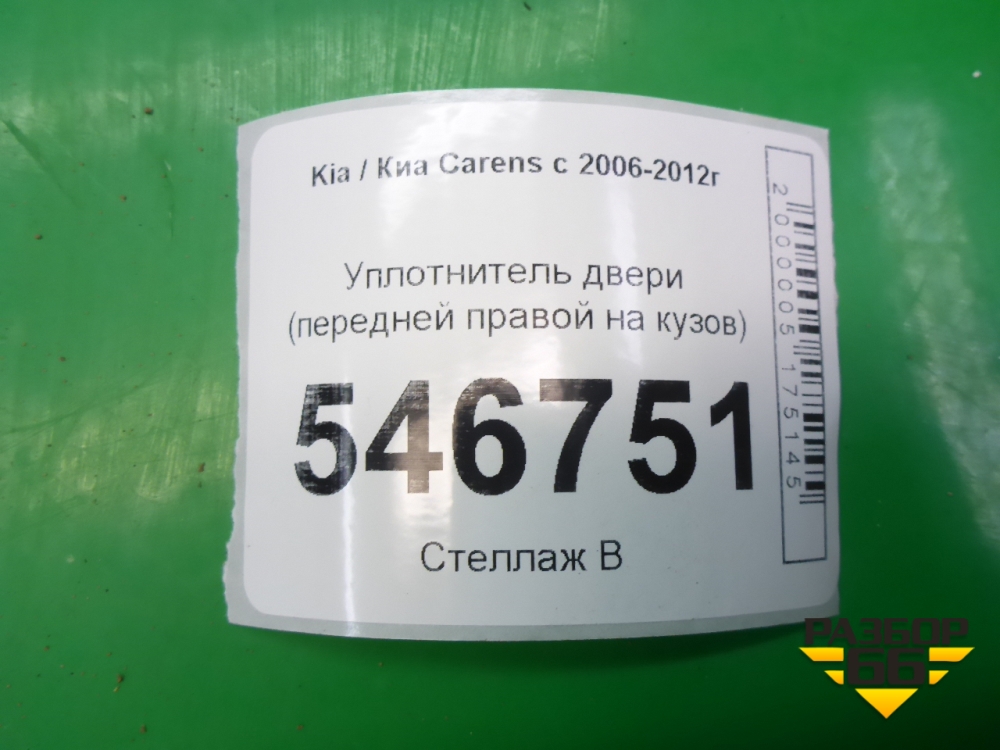 Kia / Киа Carens с 2006-2012г
Уплотнитель двери
(передней правой на кузов)
546751
Стеллаж В
2000005175145
РАЗБОР
66